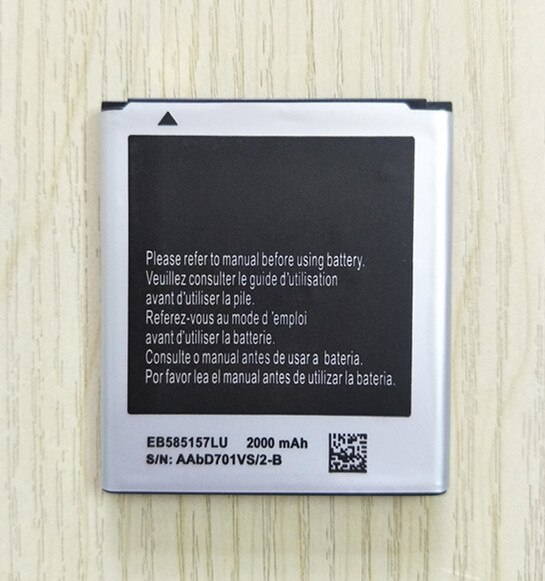 Please refer to manual before using battery.
Veuillez consulter le guide d'utilisation
avant d'utiliser la pile.
Referez-vous au mode d 'emploi
avant d'utiliser la batterie.
Consulte o manual antes de usar a bateria.
Por favor lea el manual antes de utilizar la bateria.
EB585157LU 2000 mAh
S/N: AAbD701VS/2-B